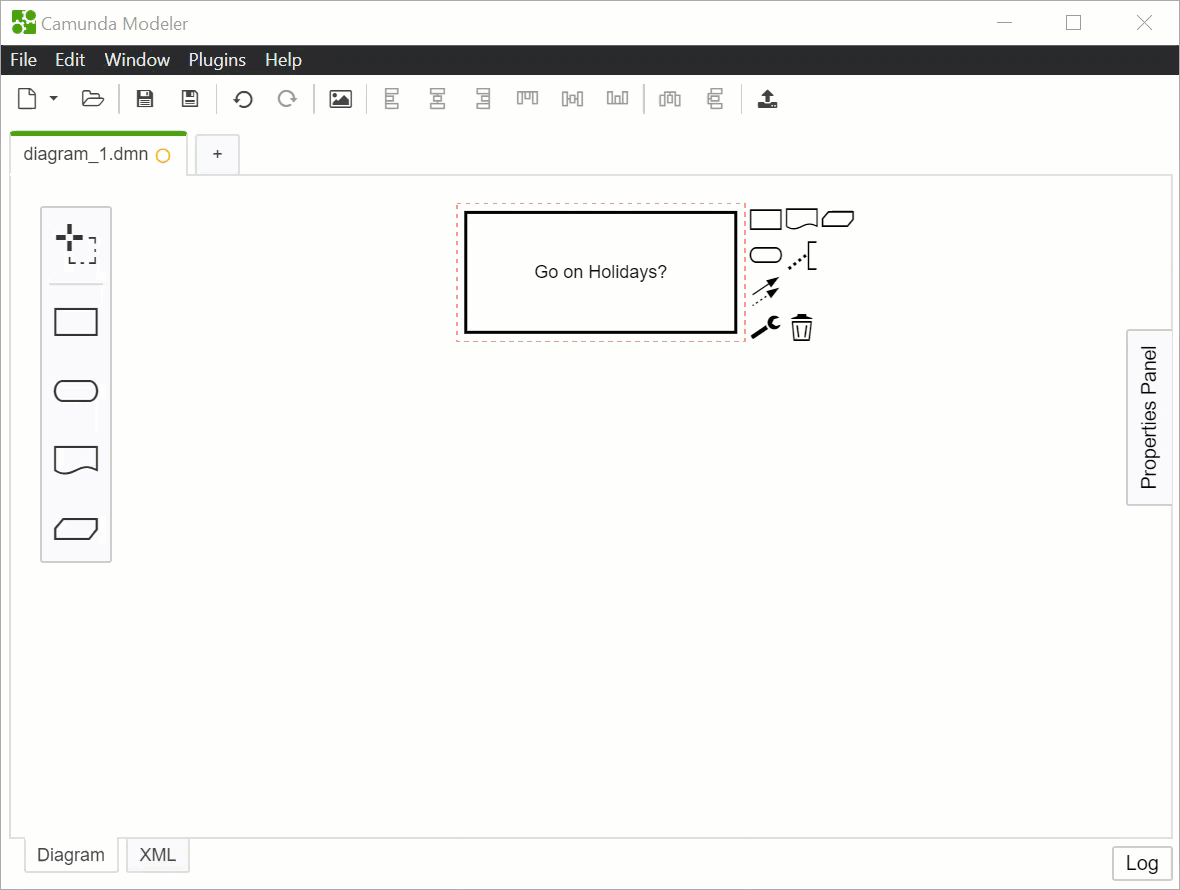 Camunda Modeler
File Edit Window Plugins Help
diagram_1.dmn +
Go on Holidays?
Properties Panel
Diagram XML
Log